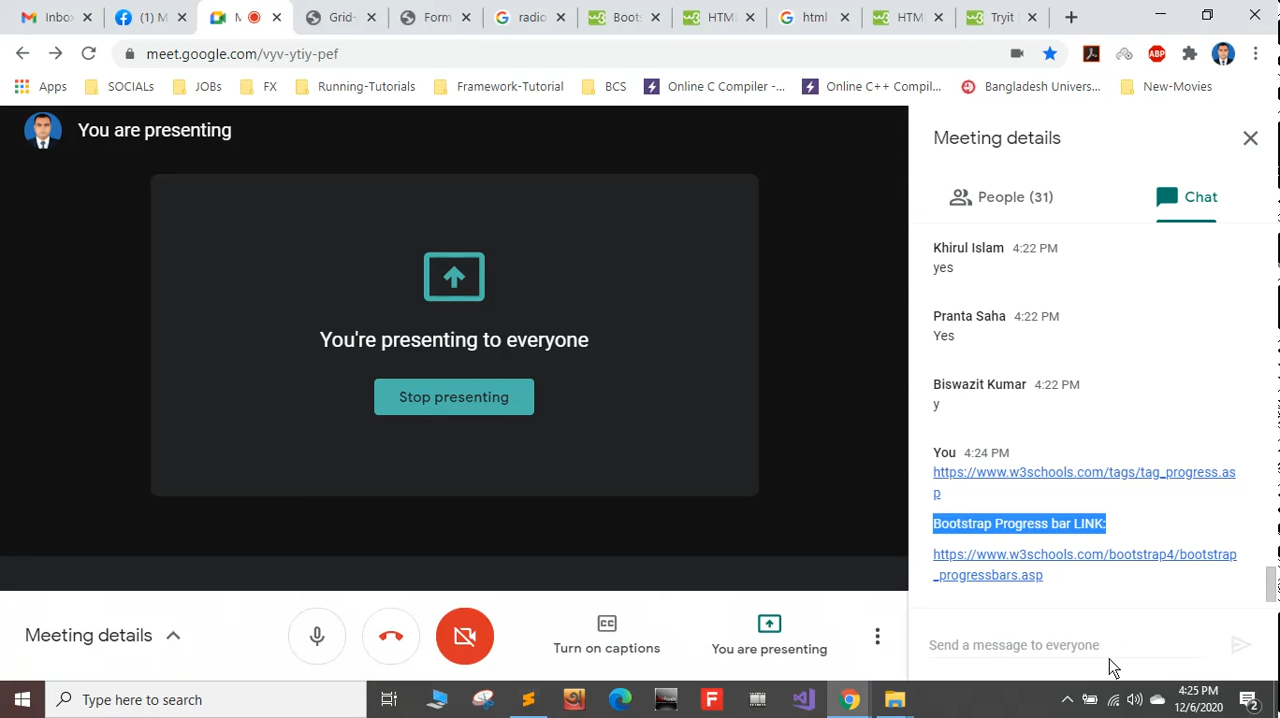 Inbox
(1) M
M
Grid-
Form
radio
Boots
HTM
html
HTM
Tryit
meet.google.com/vyv-ytiy-pef
ABP
Apps
SOCIALs
JOBs
FX
Running-Tutorials
Framework-Tutorial
BCS
Online C Compiler -...
Online C++ Compil...
Bangladesh Univers...
New-Movies
You are presenting
You're presenting to everyone
Stop presenting
Meeting details
People (31)
Chat
Khirul Islam 4:22 PM
yes
Pranta Saha 4:22 PM
Yes
Biswazit Kumar 4:22 PM
y
You 4:24 PM
https://www.w3schools.com/tags/tag_progress.as
p
Bootstrap Progress bar LINK:
https://www.w3schools.com/bootstrap4/bootstrap
_progressbars.asp
Send a message to everyone
Meeting details
Turn on captions
You are presenting
Type here to search
4:25 PM
12/6/2020
2